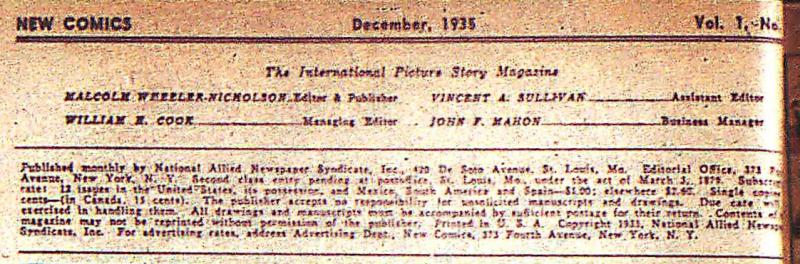 NEW COMICS December, 1935 Vol. 1, No.
The International Picture Story Magazine
MALCOLM WHEELER-NICHOLSON Editor & Publisher VINCENT A. SULLIVAN Assistant Editor
WILLIAM H. COOK Managing Editor JOHN F. MAHON Business Manager
Published monthly by National Allied Newspaper Syndicate, Inc., 420 De Soto Avenue, St. Louis, Mo. Editorial Office, 373
Avenue, New York, N. Y. Second class entry pending at postoffice, St. Louis, Mo., under the act of March 3, 1879.
rate: 12 issues in the United States, its possession, and Mexico, South America and Spain—$1.00; elsewhere Single
cents—(in Canada, 15 cents). The publisher accepts no responsibility for unsolicited manuscripts and drawings. Due care
exercised in handling them. All drawings and manuscripts must be accompanied by sufficient postage for their return. Contents
magazine may not be reprinted without permission of the publisher. Printed in U. S. A. Copyright 1935, National Allied
Syndicate, Inc. For advertising rates, address Advertising Dept., New Comics, 373 Fourth Avenue, New York, N. Y.